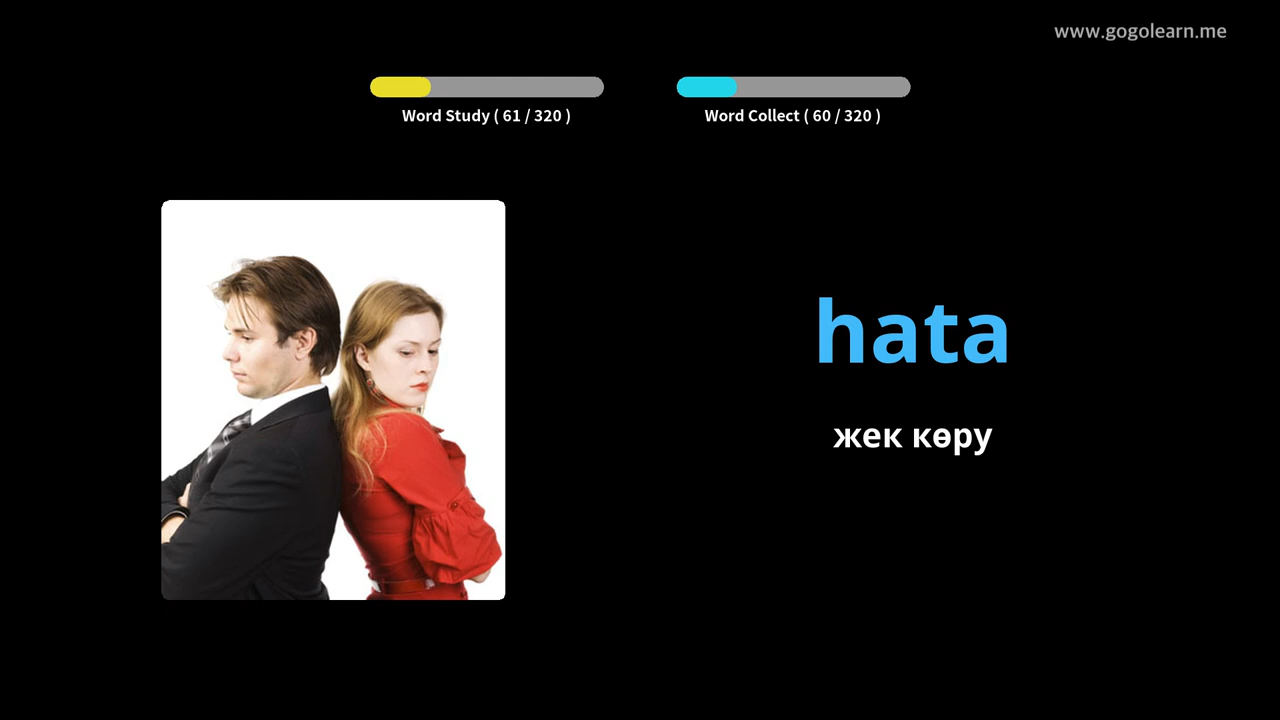 www.gogolearn.me
Word Study ( 61 / 320 )
Word Collect ( 60 / 320 )
hata
жек көру